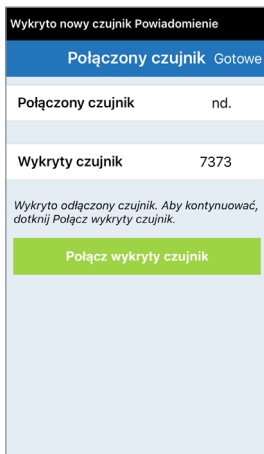 Wykryto nowy czujnik Powiadomienie
Połączony czujnik Gotowe
Połączony czujnik nd.
Wykryty czujnik 7373
Wykryto odłączony czujnik. Aby kontynuować,
dotknij Połącz wykryty czujnik.
Połącz wykryty czujnik